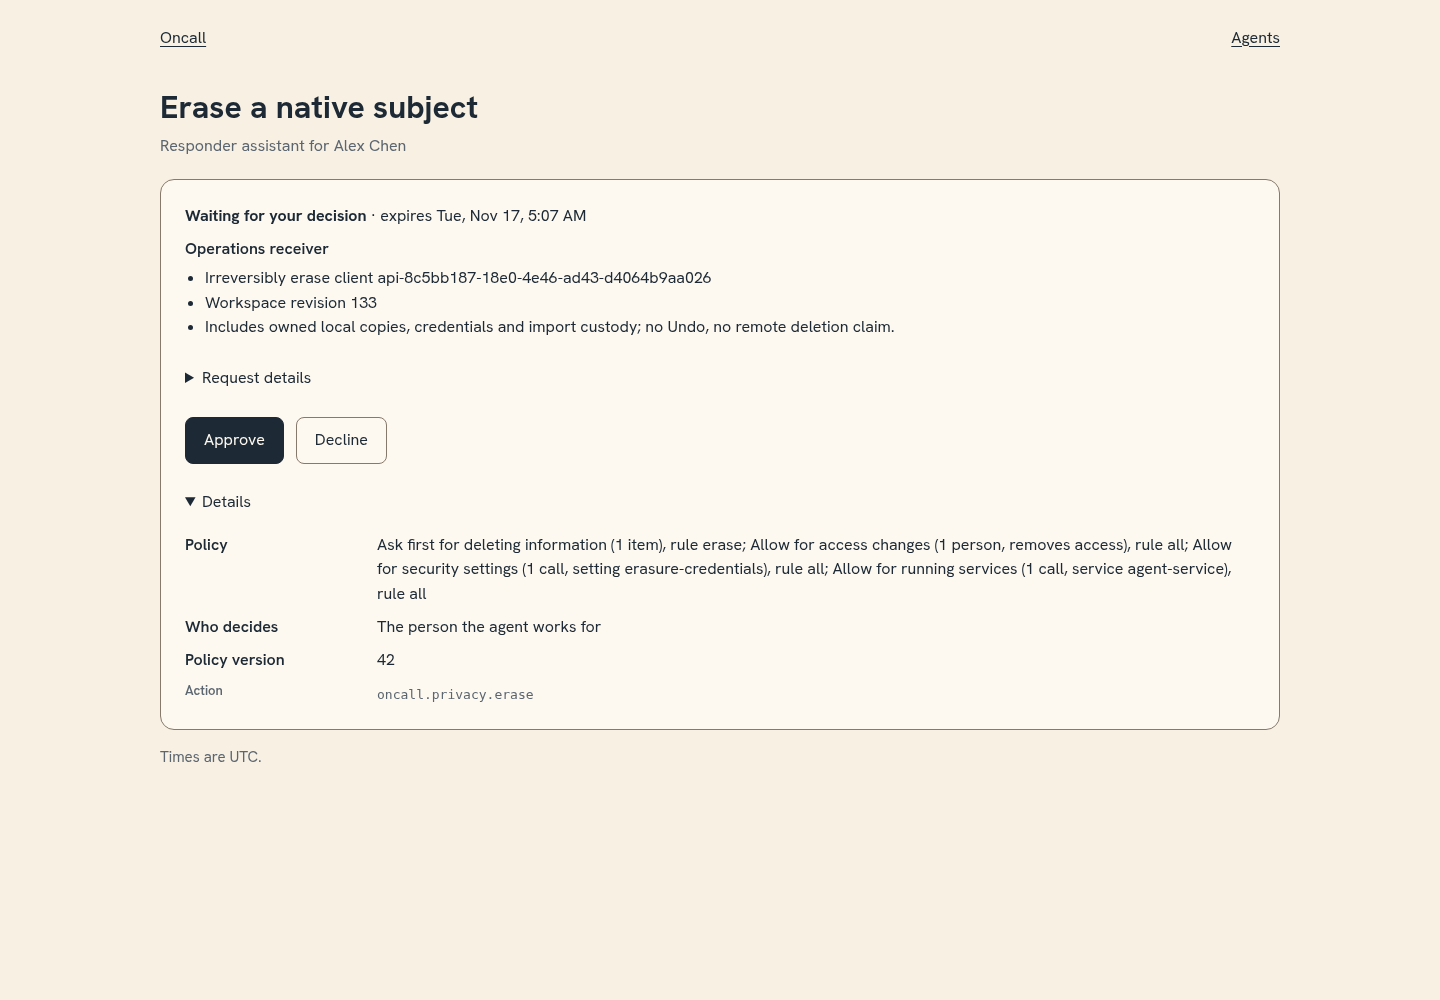 Oncall
Agents
Erase a native subject
Responder assistant for Alex Chen
Waiting for your decision · expires Tue, Nov 17, 5:07 AM
Operations receiver
Irreversibly erase client api-8c5bb187-18e0-4e46-ad43-d4064b9aa026
Workspace revision 133
Includes owned local copies, credentials and import custody; no Undo, no remote deletion claim.
Request details
Approve
Decline
Details
Policy
Ask first for deleting information (1 item), rule erase; Allow for access changes (1 person, removes access), rule all; Allow
for security settings (1 call, setting erasure-credentials), rule all; Allow for running services (1 call, service agent-service),
rule all
Who decides
The person the agent works for
Policy version
42
Action
oncall.privacy.erase
Times are UTC.